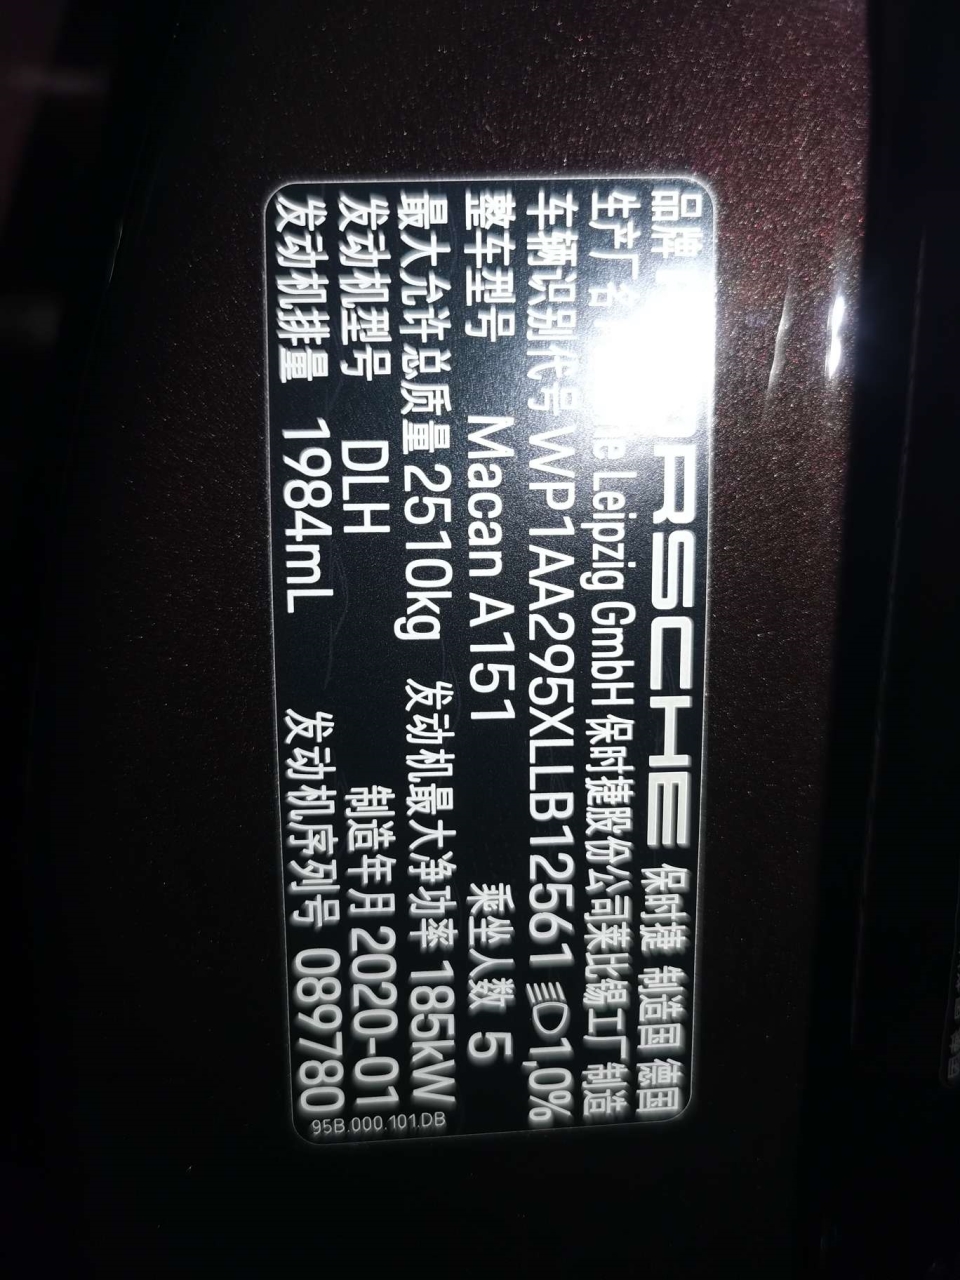 品牌 RSCHE 保时捷 制造国 德国
生产厂名 Leipzig GmbH 保时捷股份公司莱比锡工厂 制造
车辆识别代号 WP1AA295XLLB12561 1,0%
整车型号 Macan A151 乘坐人数 5
最大允许总质量 2510kg 发动机最大净功率 185kW
发动机型号 DLH 制造年月 2020-01
发动机排量 1984mL 发动机序列号 089780
95B.000.101.DB